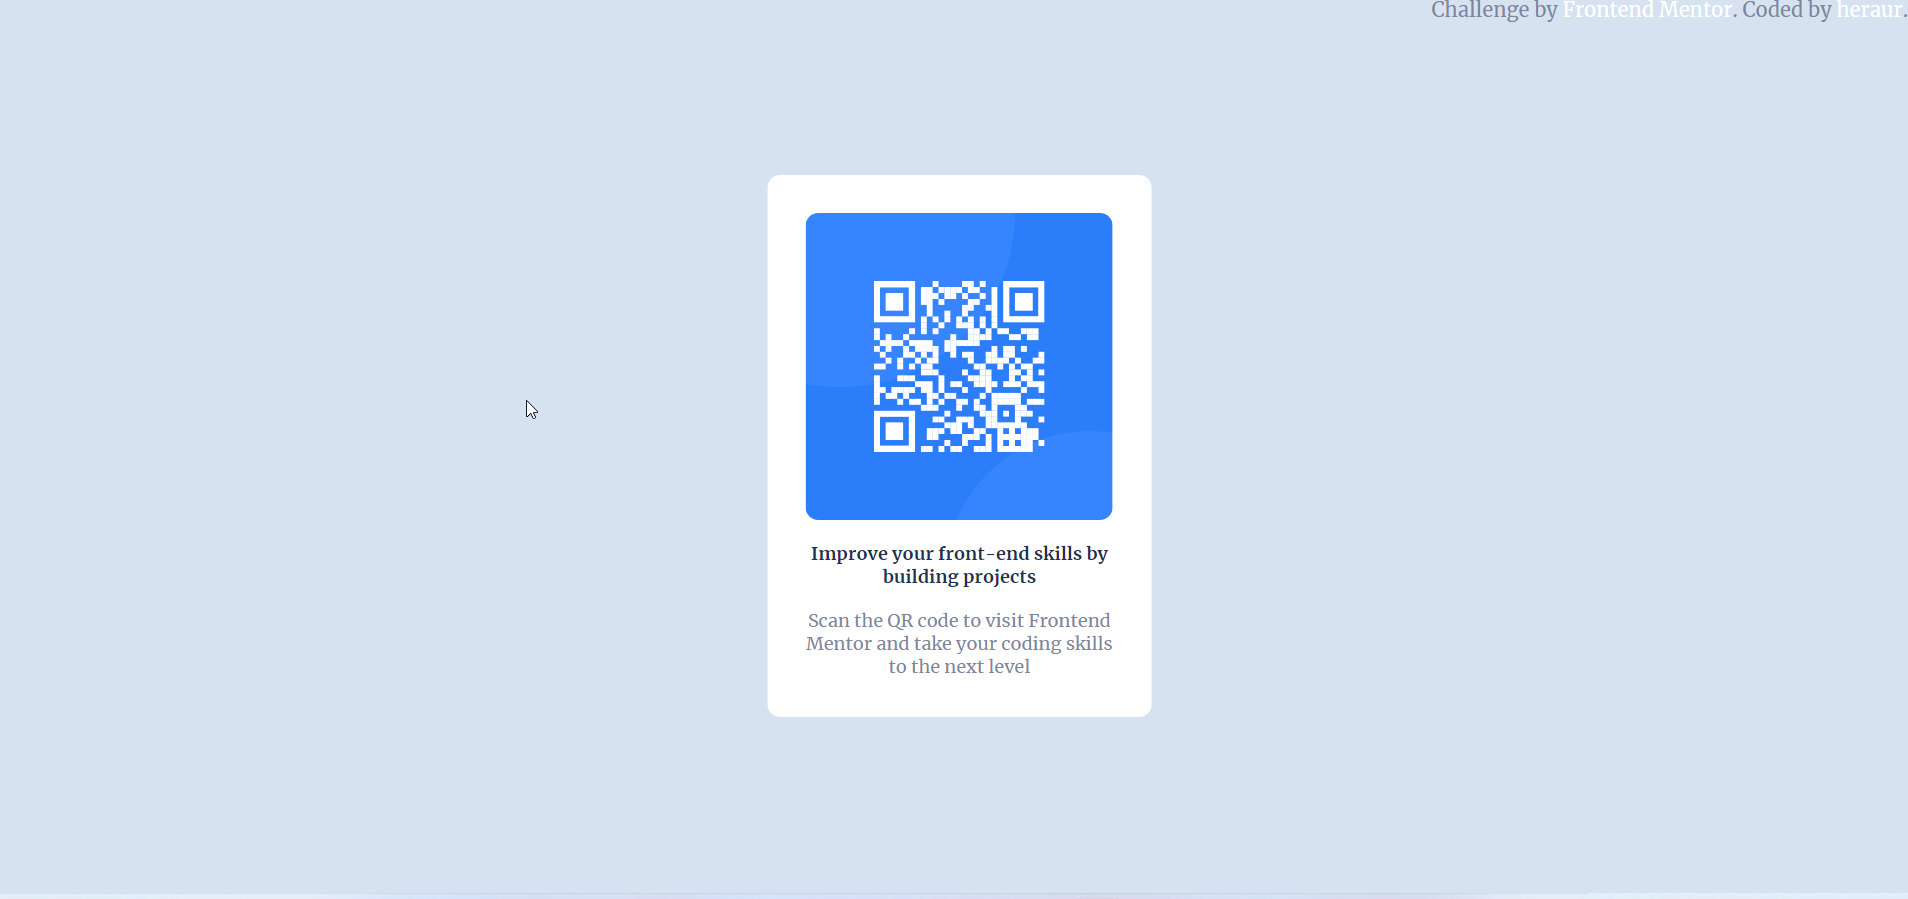 Challenge by Frontend Mentor. Coded by heraur.
Improve your front-end skills by
building projects
Scan the QR code to visit Frontend
Mentor and take your coding skills
to the next level